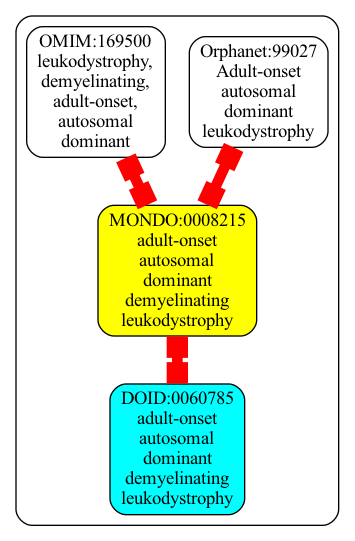 OMIM:169500
leukodystrophy,
demyelinating,
adult-onset,
autosomal
dominant
Orphanet:99027
Adult-onset
autosomal
dominant
leukodystrophy
MONDO:0008215
adult-onset
autosomal
dominant
demyelinating
leukodystrophy
DOID:0060785
adult-onset
autosomal
dominant
demyelinating
leukodystrophy